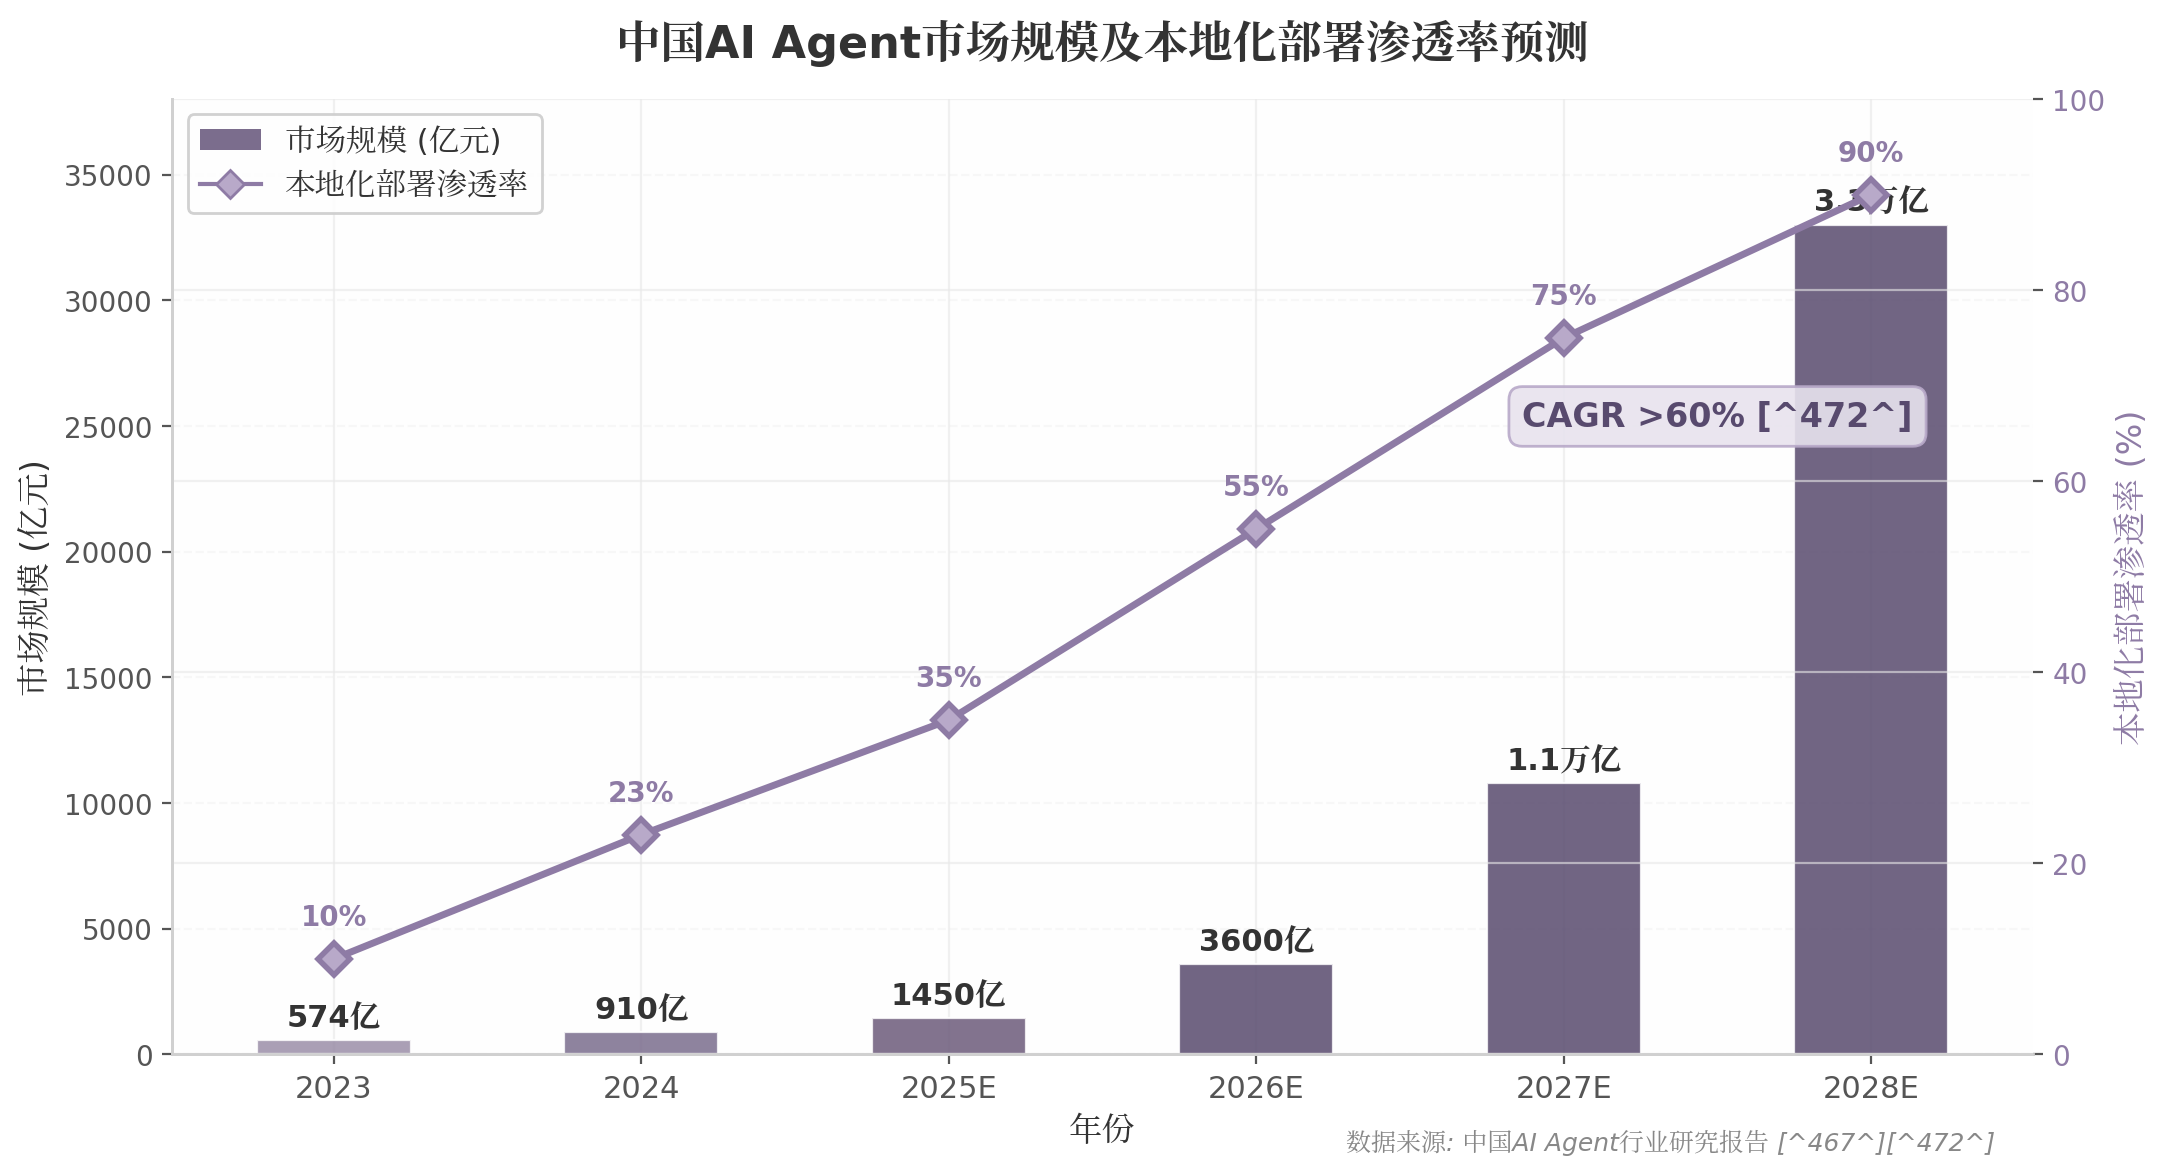 中国AI Agent市场规模及本地化部署渗透率预测
市场规模 (亿元)
本地化部署渗透率
市场规模 (亿元)
35000
30000
25000
20000
15000
10000
5000
0
100
80
60
40
20
0
本地化部署渗透率 (%)
10%
23%
35%
55%
75%
90%
574亿
910亿
1450亿
3600亿
1.1万亿
3.3万亿
CAGR >60% [^472^]
2023
2024
2025E
2026E
2027E
2028E
年份
数据来源: 中国AI Agent行业研究报告 [^467^][^472^]